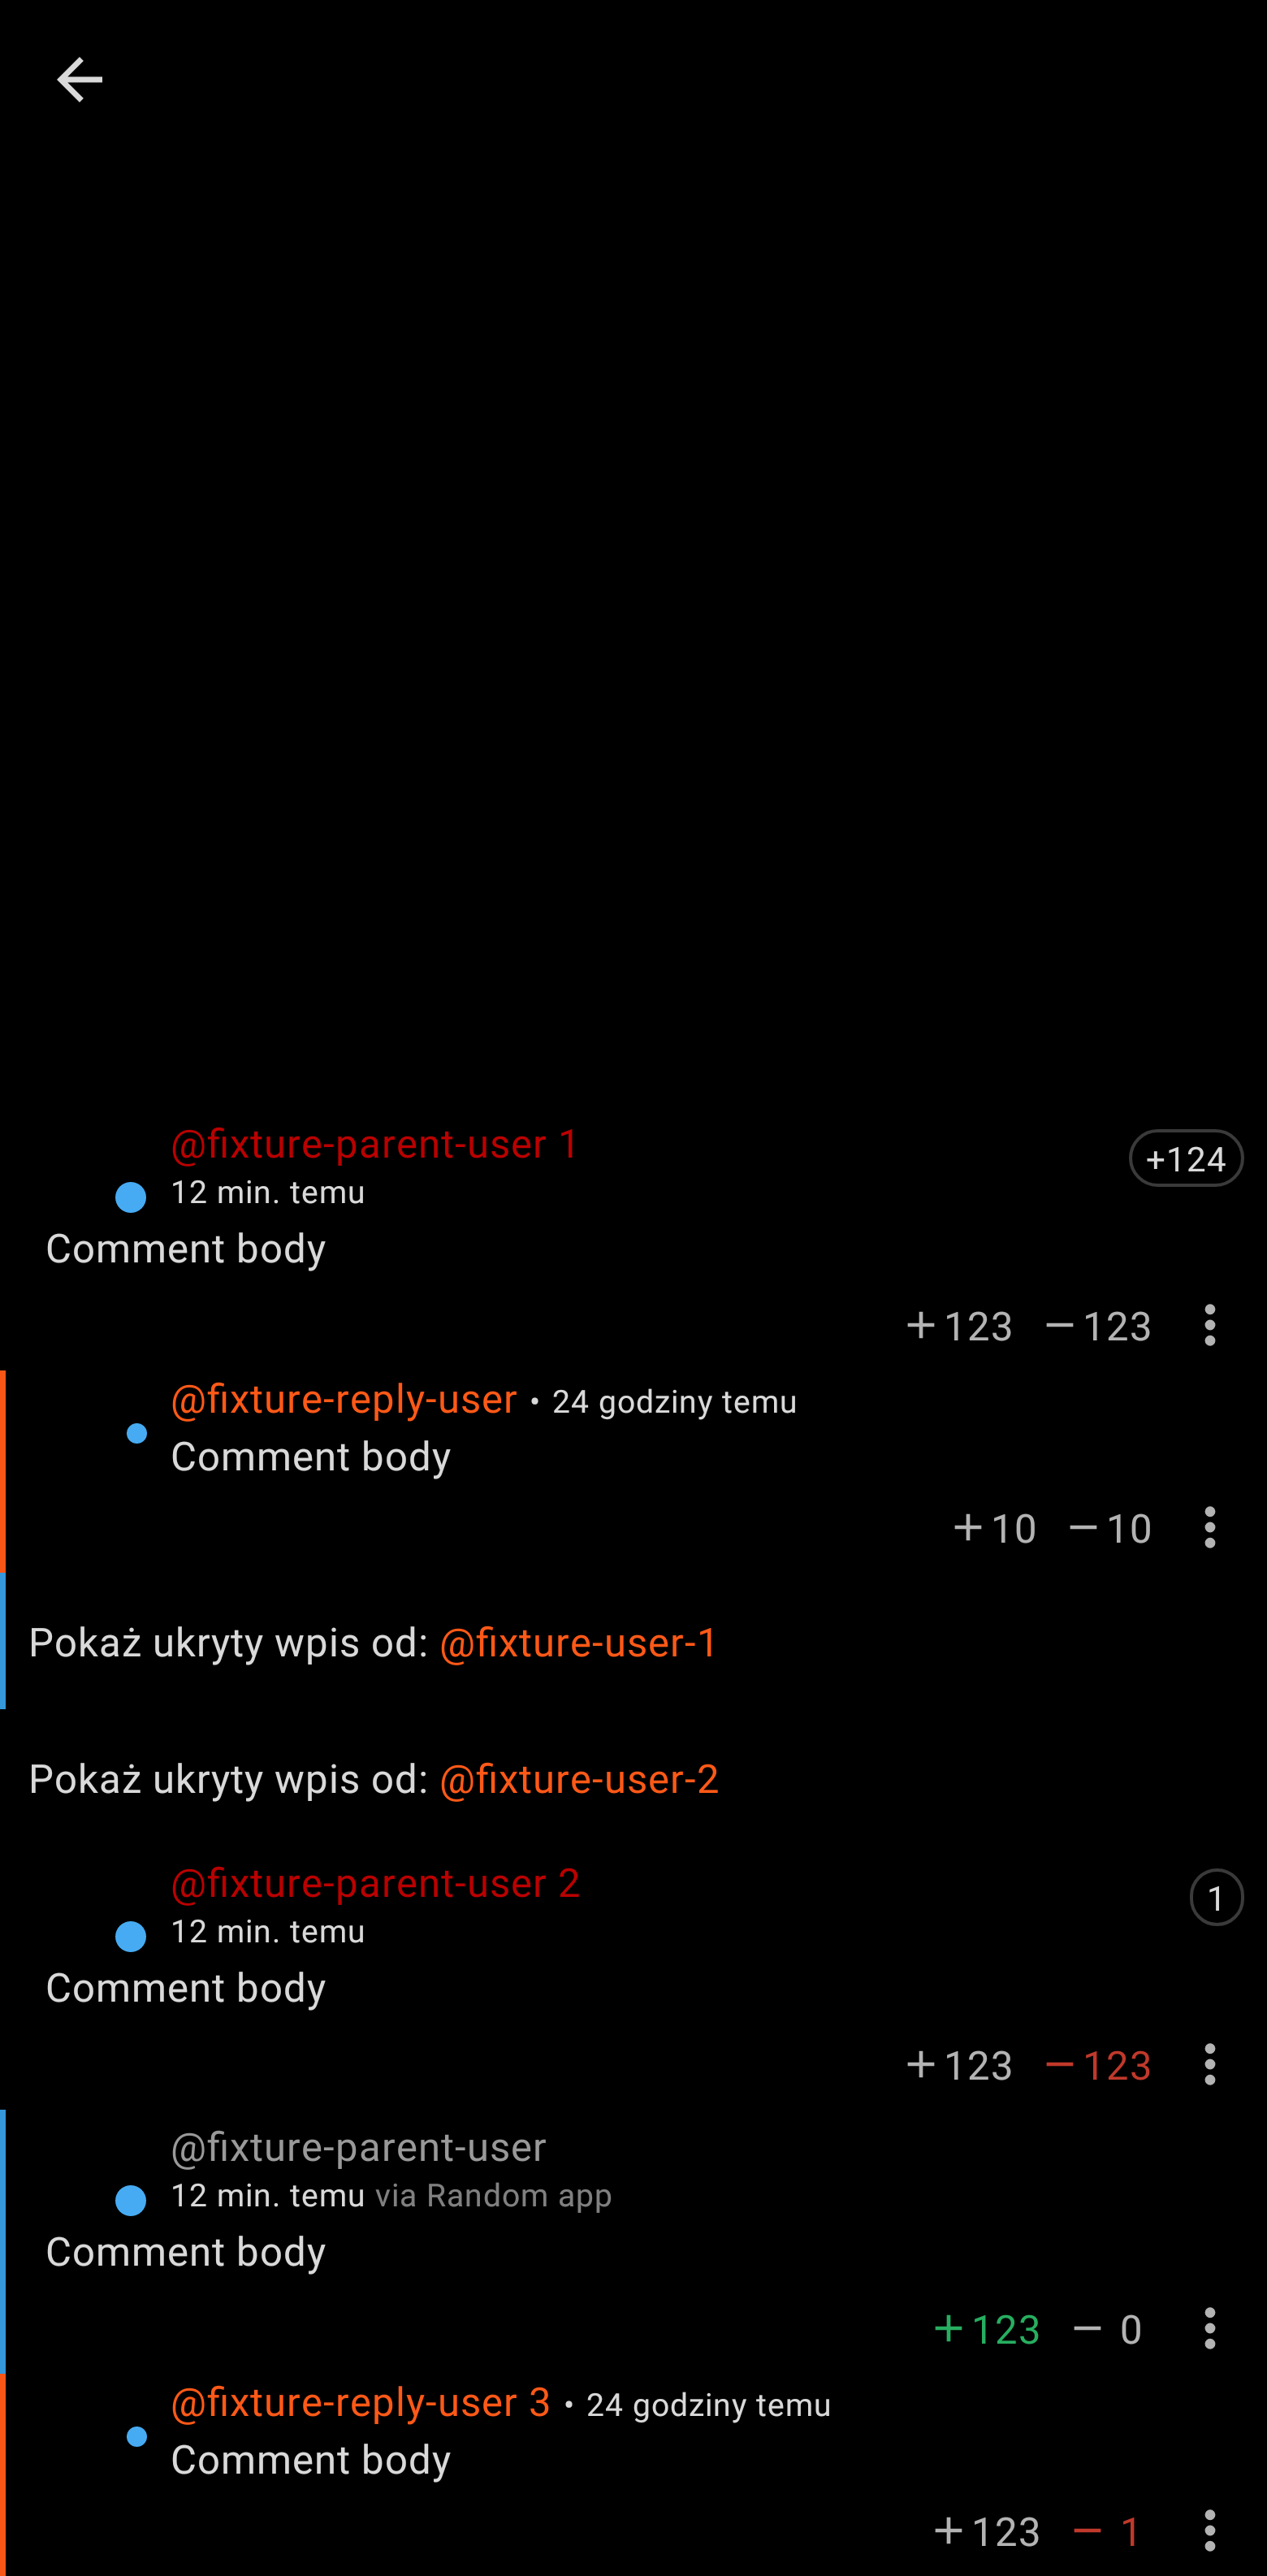 @fixture-parent-user 1
+124
12 min. temu
Comment body
+123 −123
@fixture-reply-user • 24 godziny temu
Comment body
+10 −10
Pokaż ukryty wpis od: @fixture-user-1
Pokaż ukryty wpis od: @fixture-user-2
@fixture-parent-user 2
1
12 min. temu
Comment body
+123 −123
@fixture-parent-user
12 min. temu via Random app
Comment body
+123 − 0
@fixture-reply-user 3 • 24 godziny temu
Comment body
+123 − 1